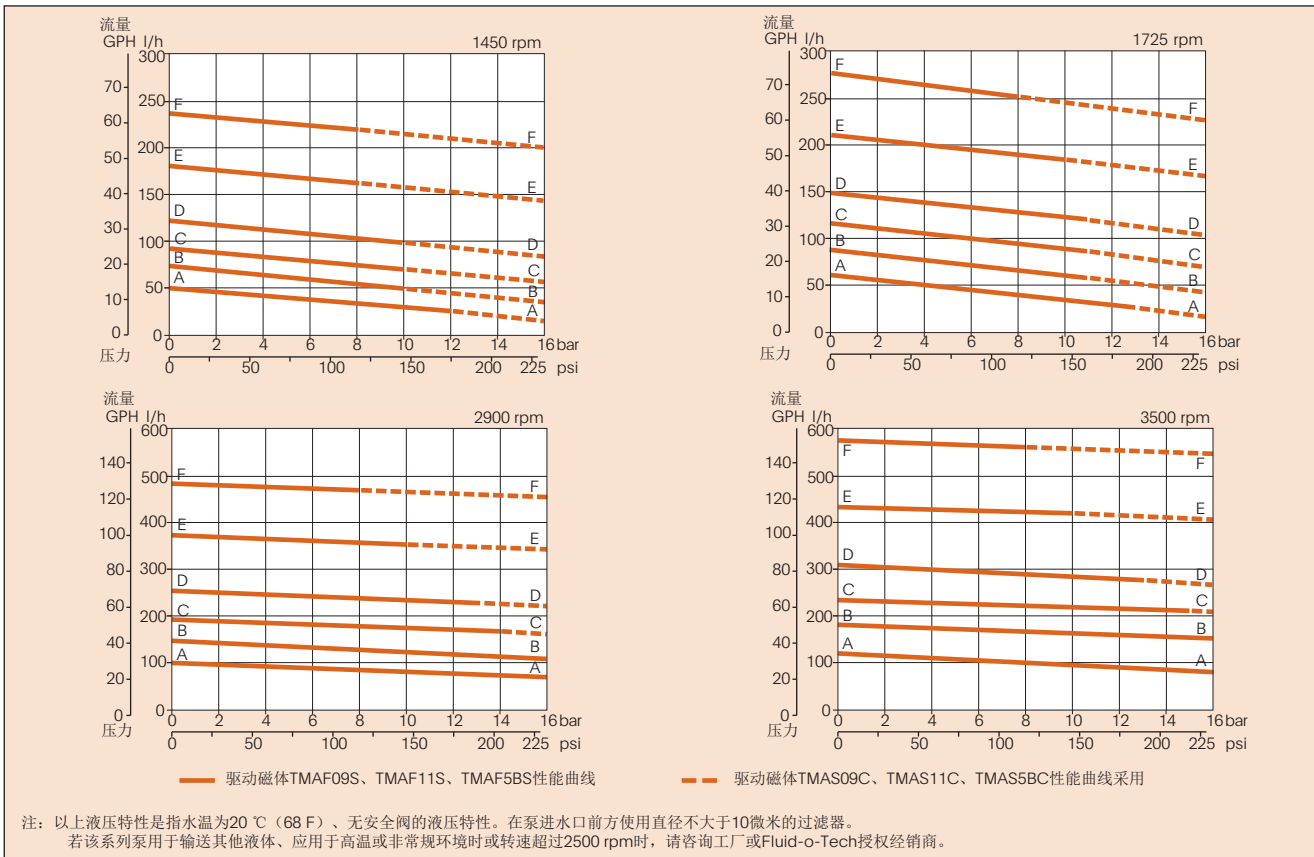 流量
GPH l/h
1450 rpm
300
250
200
150
100
50
0
70
60
50
40
30
20
10
0
F
E
D
C
B
A
F
E
D
C
B
A
压力
0 2 4 6 8 10 12 14 16 bar
0 50 100 150 200 225 psi
流量
GPH l/h
1725 rpm
300
250
200
150
100
50
0
70
60
50
40
30
20
10
0
F
E
D
C
B
A
F
E
D
C
B
A
压力
0 2 4 6 8 10 12 14 16 bar
0 50 100 150 200 225 psi
流量
GPH l/h
2900 rpm
600
500
400
300
200
100
0
140
120
100
80
60
40
20
0
F
E
D
C
B
A
F
E
D
C
B
A
压力
0 2 4 6 8 10 12 14 16 bar
0 50 100 150 200 225 psi
流量
GPH l/h
3500 rpm
600
500
400
300
200
100
0
140
120
100
80
60
40
20
0
F
E
D
C
B
A
F
E
D
C
B
A
压力
0 2 4 6 8 10 12 14 16 bar
0 50 100 150 200 225 psi
驱动磁体TMAF09S、TMAF11S、TMAF5BS性能曲线
驱动磁体TMAS09C、TMAS11C、TMAS5BC性能曲线采用
注：以上液压特性是指水温为20 ℃（68 F）、无安全阀的液压特性。在泵进水口前方使用直径不大于10微米的过滤器。
若该系列泵用于输送其他液体、应用于高温或非常规环境时或转速超过2500 rpm时，请咨询工厂或Fluid-o-Tech授权经销商。